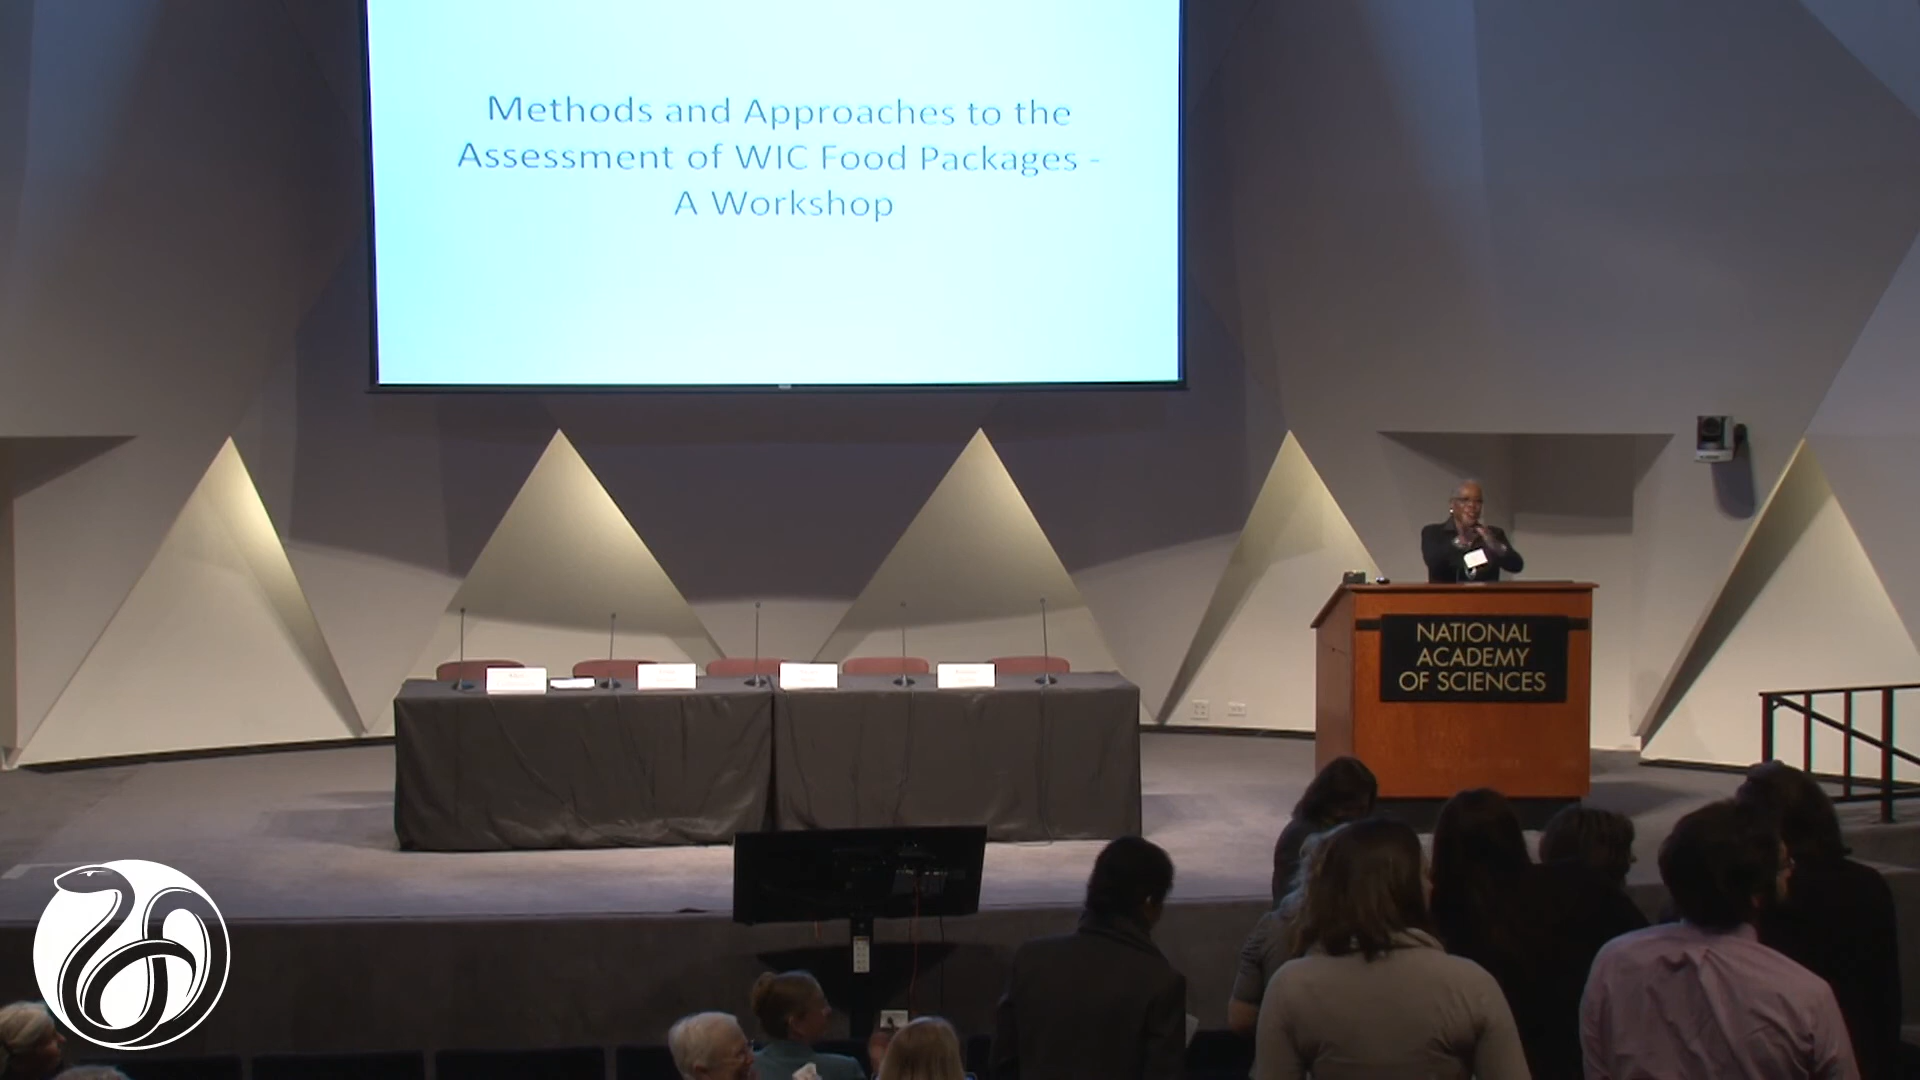 Methods and Approaches to the
Assessment of WIC Food Packages -
A Workshop
NATIONAL
ACADEMY
OF SCIENCES